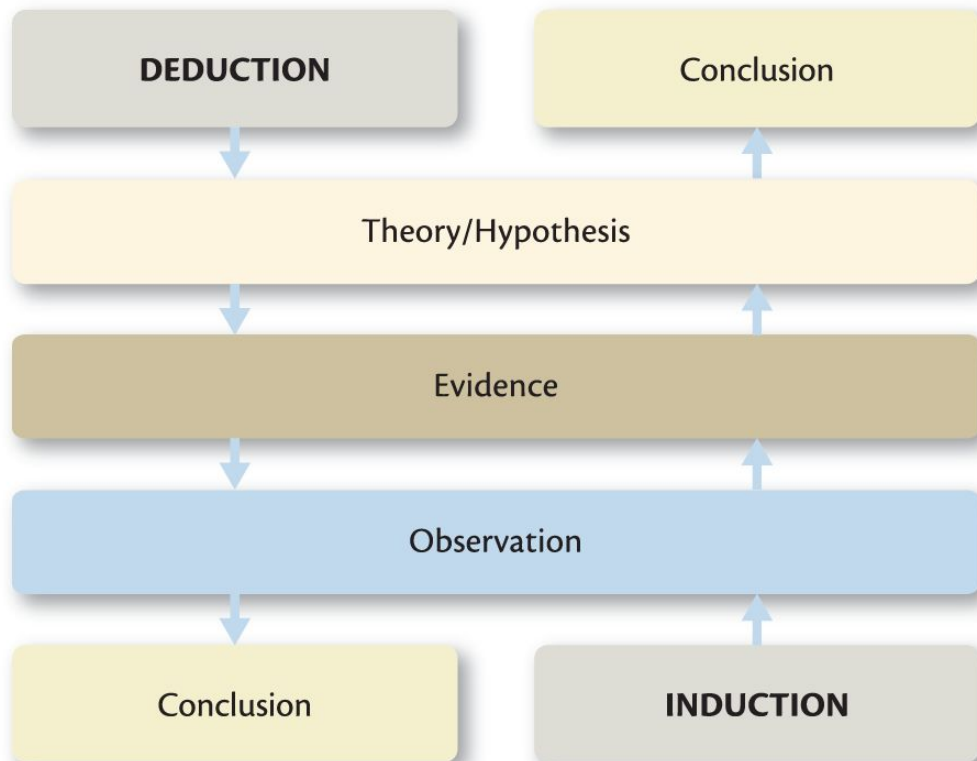 DEDUCTION
Conclusion
Theory/Hypothesis
Evidence
Observation
Conclusion
INDUCTION